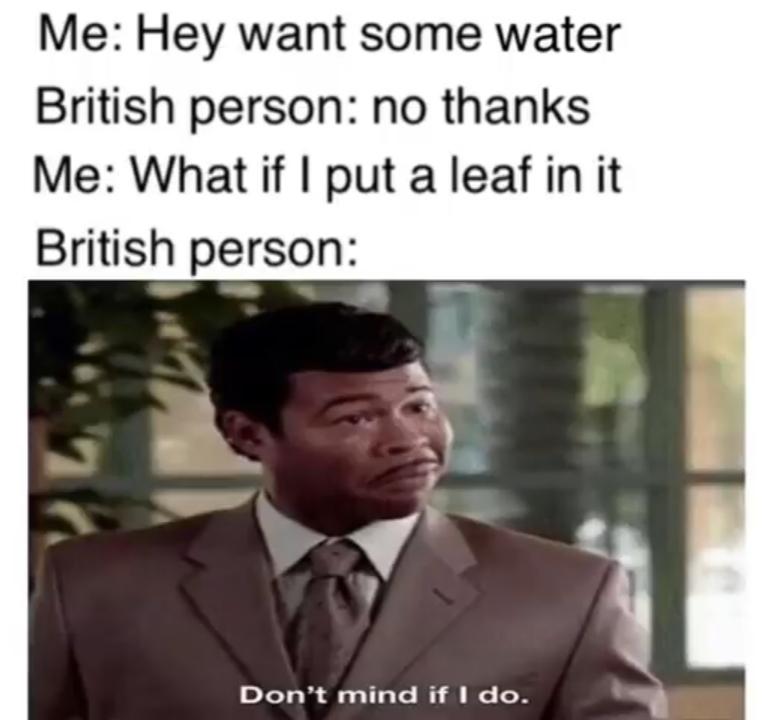 Me: Hey want some water
British person: no thanks
Me: What if I put a leaf in it
British person:
Don't mind if I do.